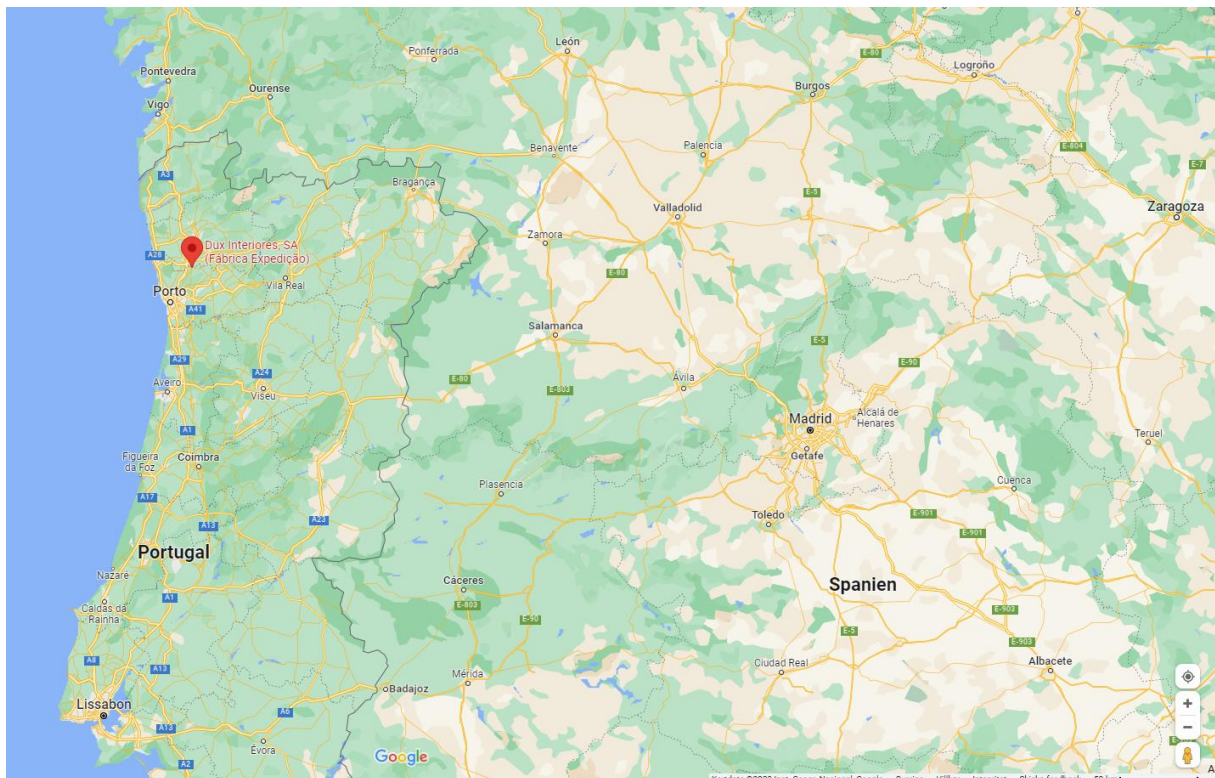 León
Ponferrada
Logroño
E-80
Pontevedra
Ourense
Burgos
Vigo
Benavente
Palencia
E-804
A3
Bragança
E-5
E-7
Valladolid
Zaragoza
Zamora
Dux Interiores, SA
(Fábrica Expedição)
A28
E-80
Vila Real
Porto
A41
Salamanca
E-5
A29
E-90
A24
Aveiro
Viseu
E-80
E-803
Ávila
Madrid
Alcalá de
Henares
A1
Teruel
Figueira
da Foz
Coimbra
Getafe
Plasencia
Cuenca
A17
A13
A23
Toledo
E-901
E-901
Portugal
Nazaré
Cáceres
Spanien
A1
Caldas da
Rainha
E-803
E-90
E-903
E-5
E-903
A8
A13
Ciudad Real
Albacete
Mérida
Badajoz
Lissabon
A6
A13
Évora
A2
Google